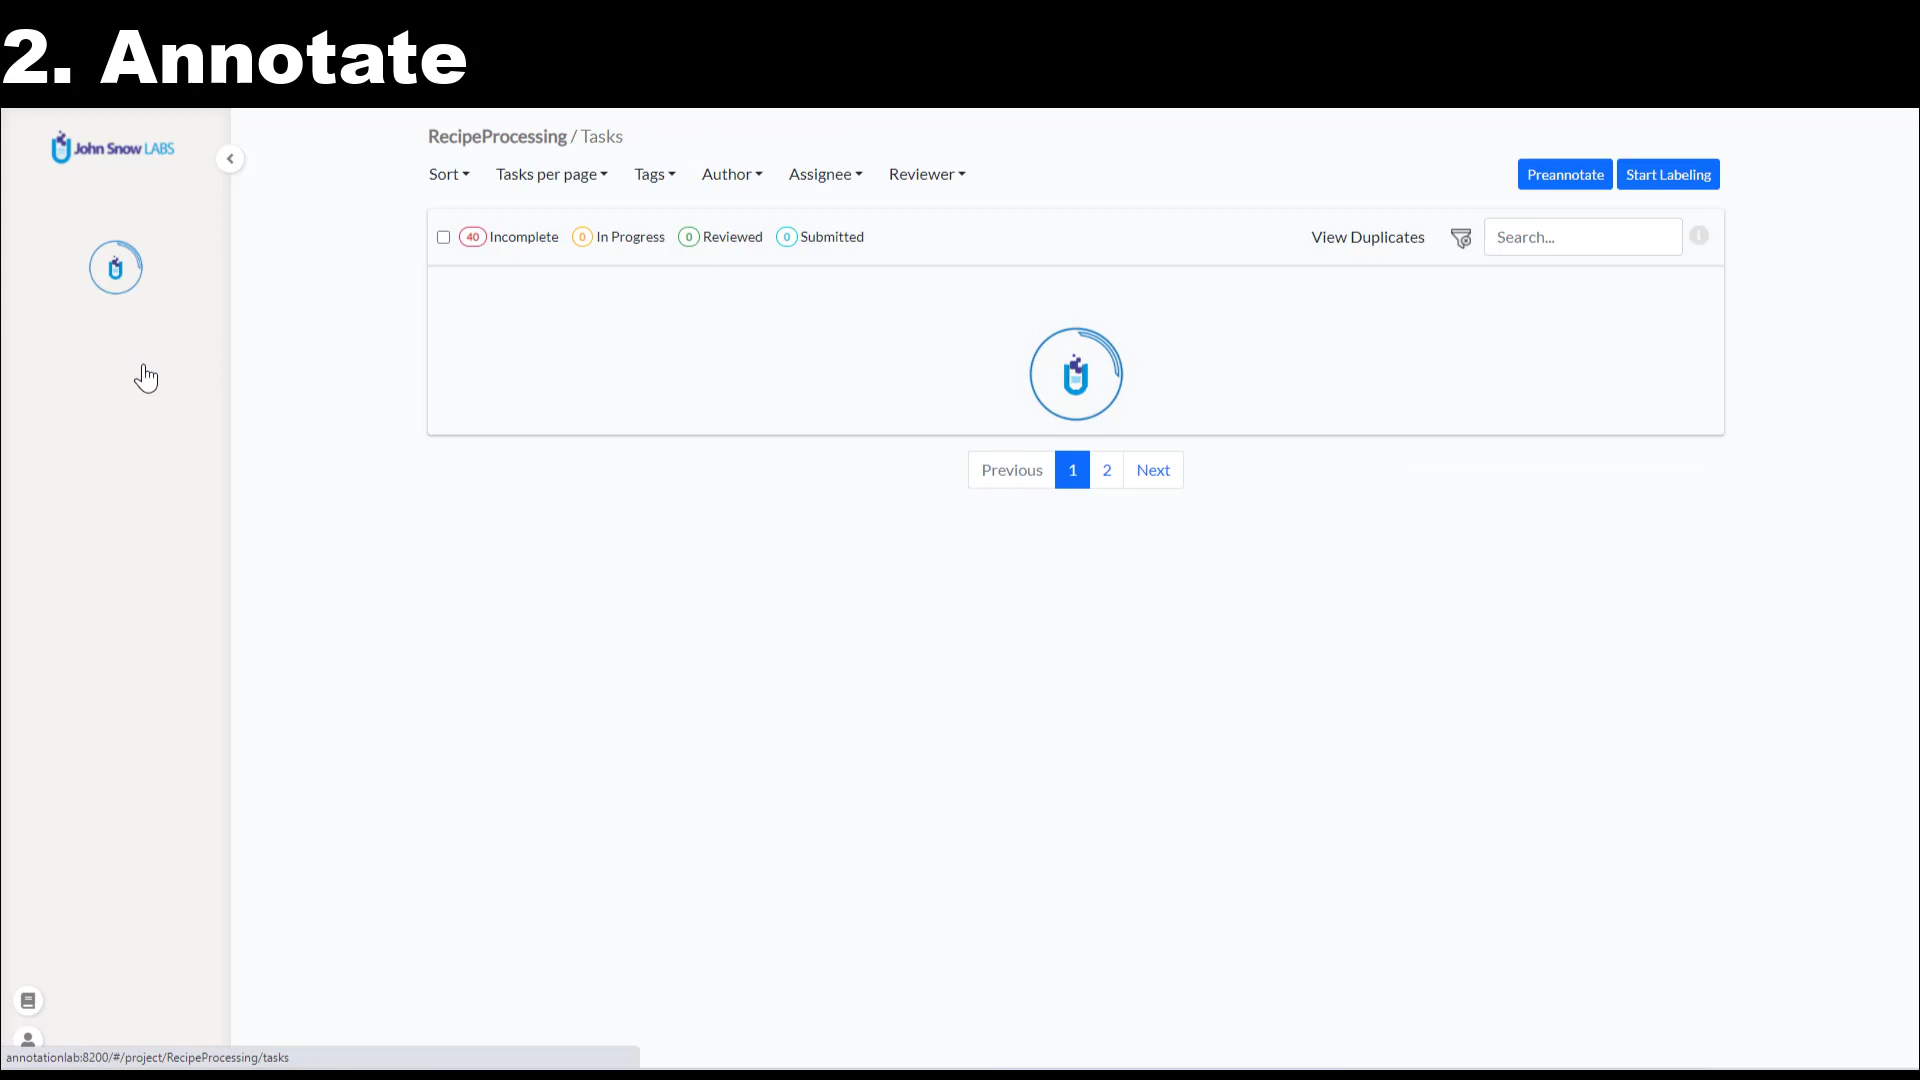 2. Annotate
John Snow LABS
RecipeProcessing / Tasks
Sort Tasks per page Tags Author Assignee Reviewer
Preannotate Start Labeling
40 Incomplete 0 In Progress 0 Reviewed 0 Submitted
View Duplicates Search...
Previous 1 2 Next
annotationlab:8200/#/project/RecipeProcessing/tasks